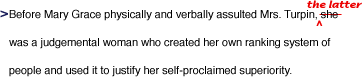 the latter
>Before Mary Grace physically and verbally assulted Mrs. Turpin, she
^
was a judgemental woman who created her own ranking system of
people and used it to justify her self-proclaimed superiority.